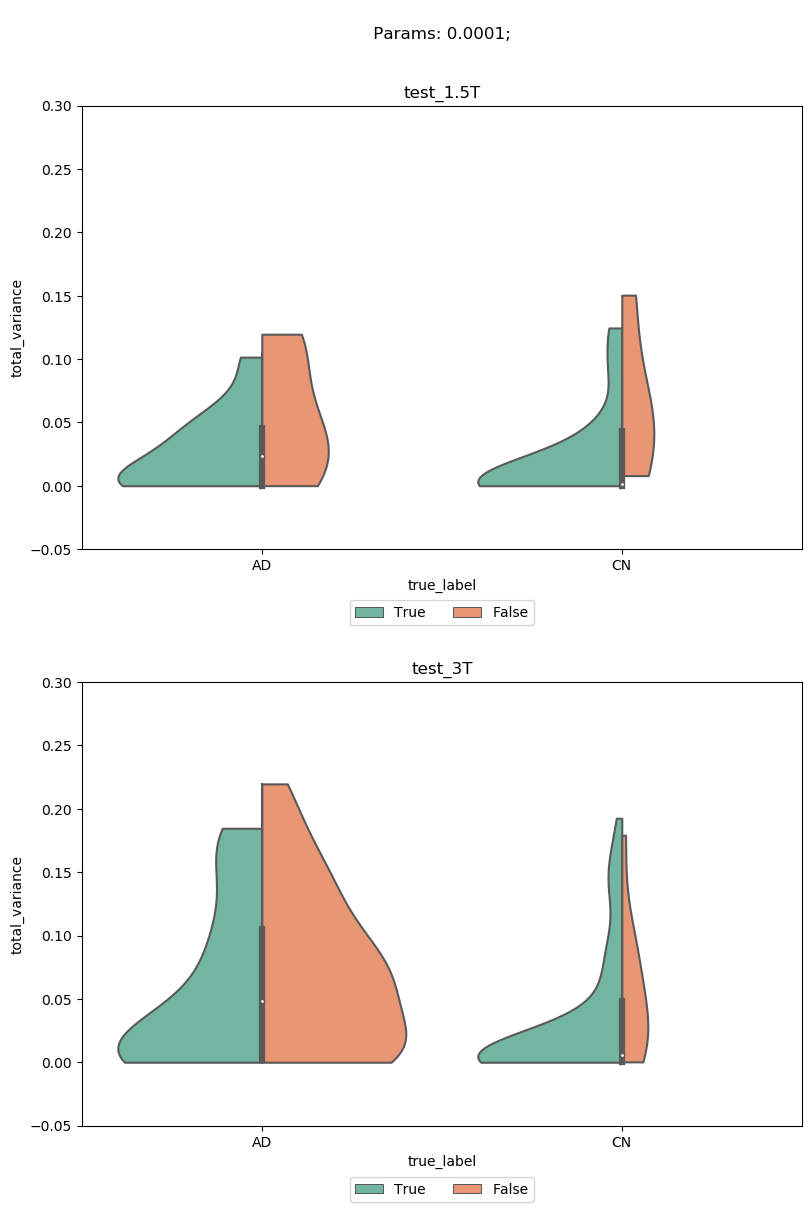 Params: 0.0001;
test_1.5T
0.30
0.25
0.20
0.15
0.10
0.05
0.00
−0.05
total_variance
AD
CN
true_label
True
False
test_3T
0.30
0.25
0.20
0.15
0.10
0.05
0.00
−0.05
total_variance
AD
CN
true_label
True
False